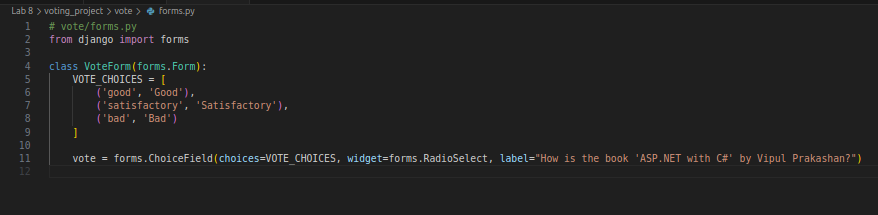 Lab 8 > voting_project > vote > forms.py
1 # vote/forms.py
2 from django import forms
3
4 class VoteForm(forms.Form):
5     VOTE_CHOICES = [
6         ('good', 'Good'),
7         ('satisfactory', 'Satisfactory'),
8         ('bad', 'Bad')
9     ]
10
11     vote = forms.ChoiceField(choices=VOTE_CHOICES, widget=forms.RadioSelect, label="How is the book 'ASP.NET with C#' by Vipul Prakashan?")
12